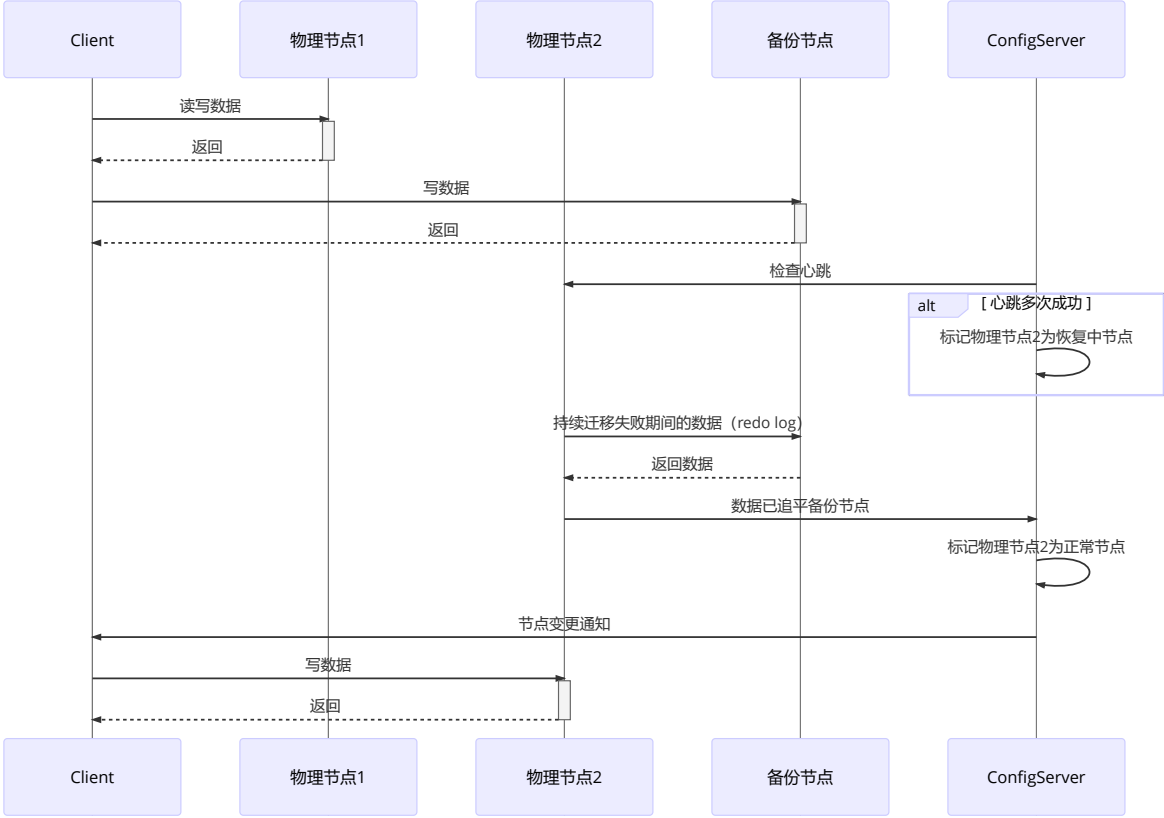 Client
物理节点1
物理节点2
备份节点
ConfigServer
读写数据
返回
写数据
返回
检查心跳
alt
[ 心跳多次成功 ]
标记物理节点2为恢复中节点
持续迁移失败期间的数据（redo log）
返回数据
数据已追平备份节点
标记物理节点2为正常节点
节点变更通知
写数据
返回
Client
物理节点1
物理节点2
备份节点
ConfigServer